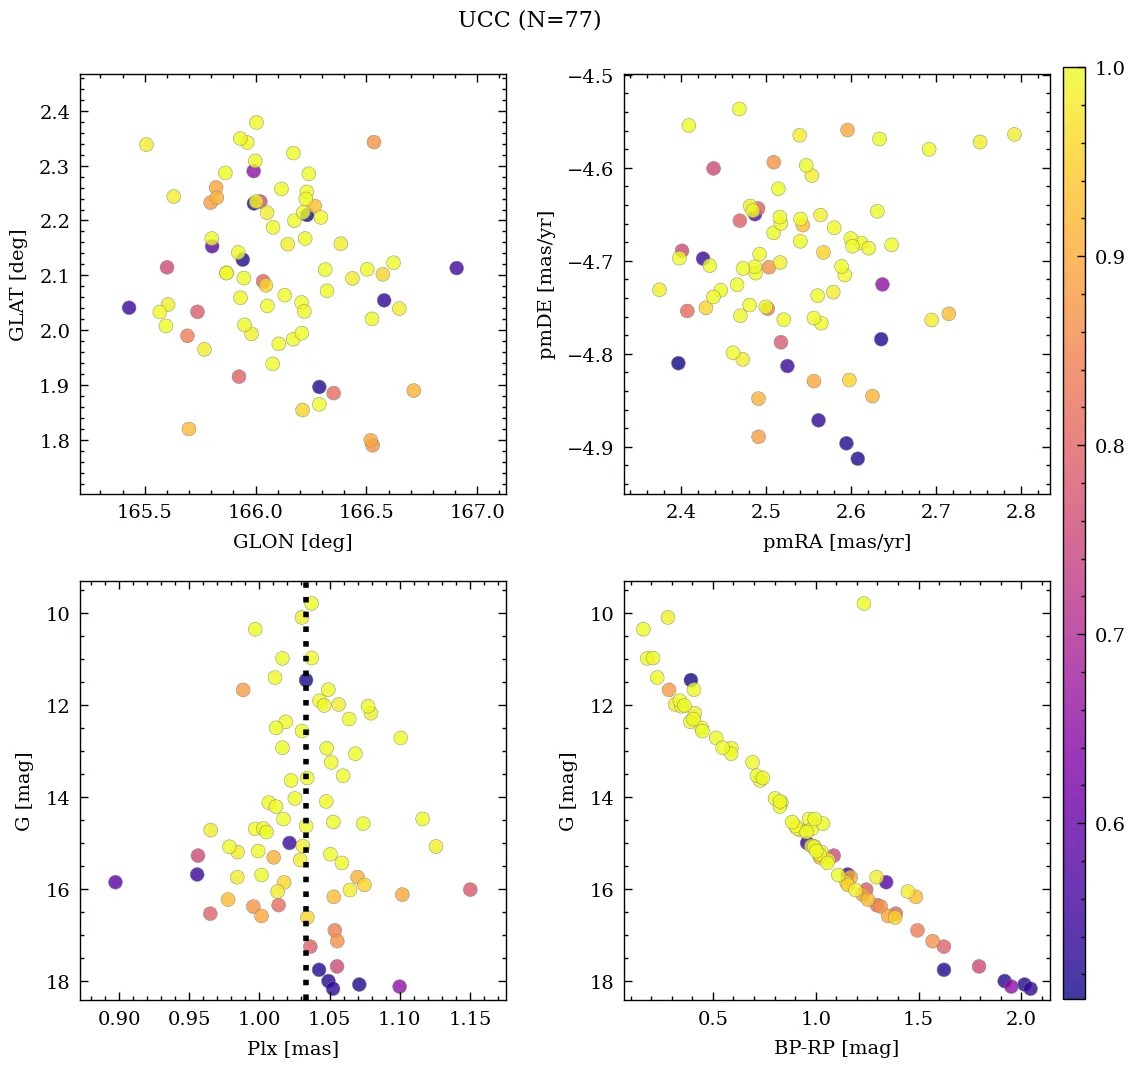 UCC (N=77)
2.4
2.3
2.2
2.1
2.0
1.9
1.8
GLAT [deg]
165.5 166.0 166.5 167.0
GLON [deg]
−4.5
−4.6
−4.7
−4.8
−4.9
pmDE [mas/yr]
2.4 2.5 2.6 2.7 2.8
pmRA [mas/yr]
10
12
14
16
18
G [mag]
0.90 0.95 1.00 1.05 1.10 1.15
Plx [mas]
10
12
14
16
18
G [mag]
0.5 1.0 1.5 2.0
BP-RP [mag]
1.0
0.9
0.8
0.7
0.6